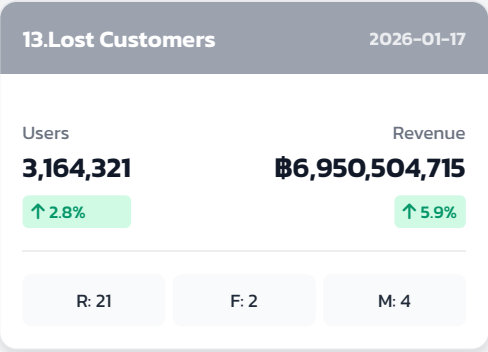 13.Lost Customers 2026-01-17
Users Revenue
3,164,321 ฿6,950,504,715
↑ 2.8% ↑ 5.9%
R: 21 F: 2 M: 4